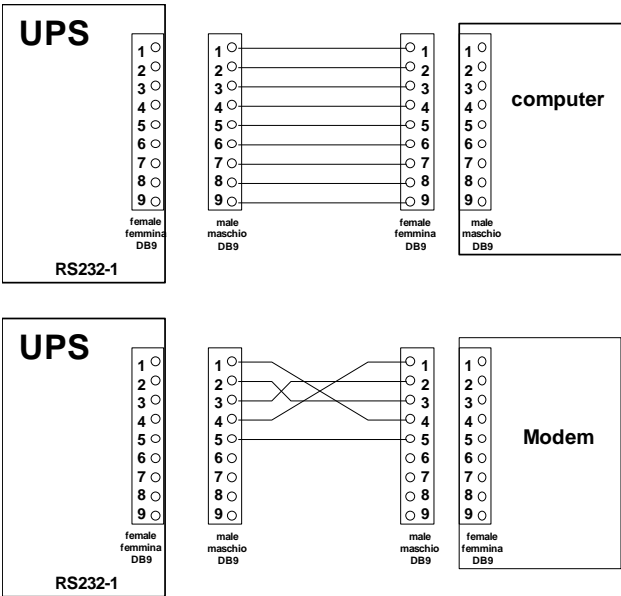 UPS
1 1 1 1
2 2 2 2
3 3 3 3
4 4 4 4
5 5 5 5
6 6 6 6
7 7 7 7
8 8 8 8
9 9 9 9
computer
female
femmina
DB9
male
maschio
DB9
female
femmina
DB9
male
maschio
DB9
RS232-1
UPS
1 1 1 1
2 2 2 2
3 3 3 3
4 4 4 4
5 5 5 5
6 6 6 6
7 7 7 7
8 8 8 8
9 9 9 9
Modem
female
femmina
DB9
male
maschio
DB9
male
maschio
DB9
female
femmina
DB9
RS232-1